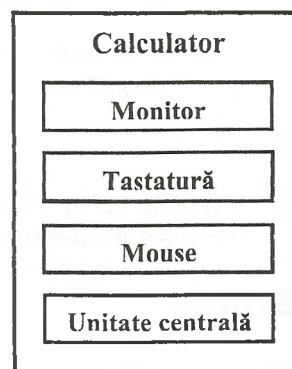 Calculator
Monitor
Tastatură
Mouse
Unitate centrală